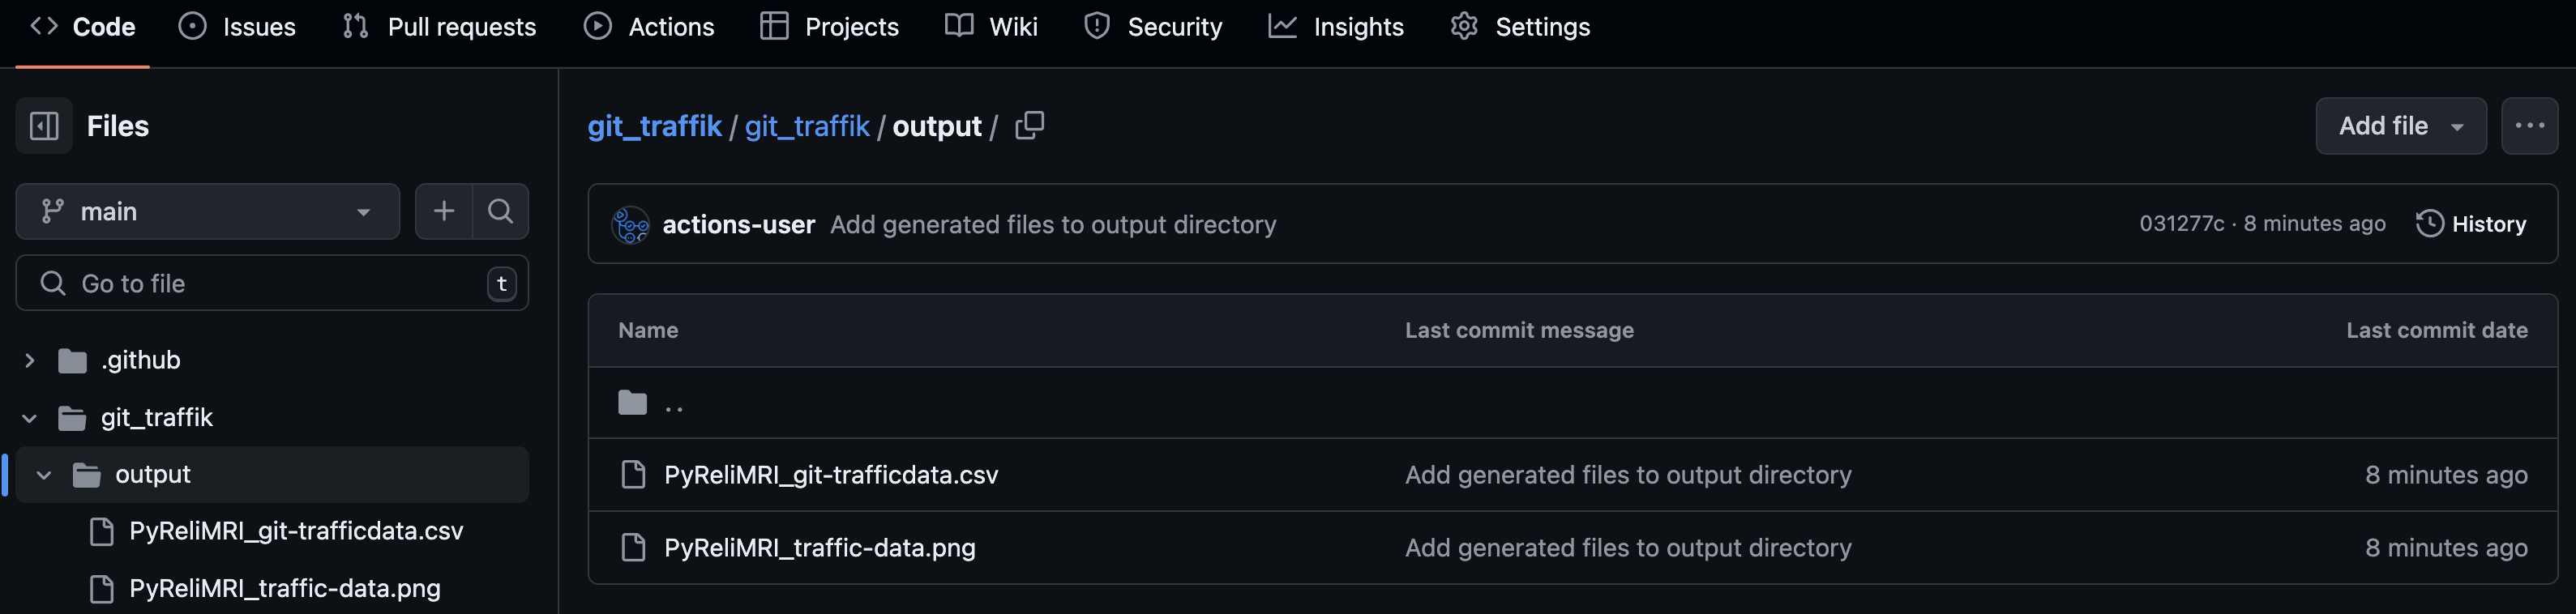 Code Issues Pull requests Actions Projects Wiki Security Insights Settings
Files
main
Go to file t
.github
git_traffik
output
PyReliMRI_git-trafficdata.csv
PyReliMRI_traffic-data.png
git_traffik / git_traffik / output /
Add file
actions-user Add generated files to output directory
031277c · 8 minutes ago History
Name Last commit message Last commit date
..
PyReliMRI_git-trafficdata.csv Add generated files to output directory 8 minutes ago
PyReliMRI_traffic-data.png Add generated files to output directory 8 minutes ago